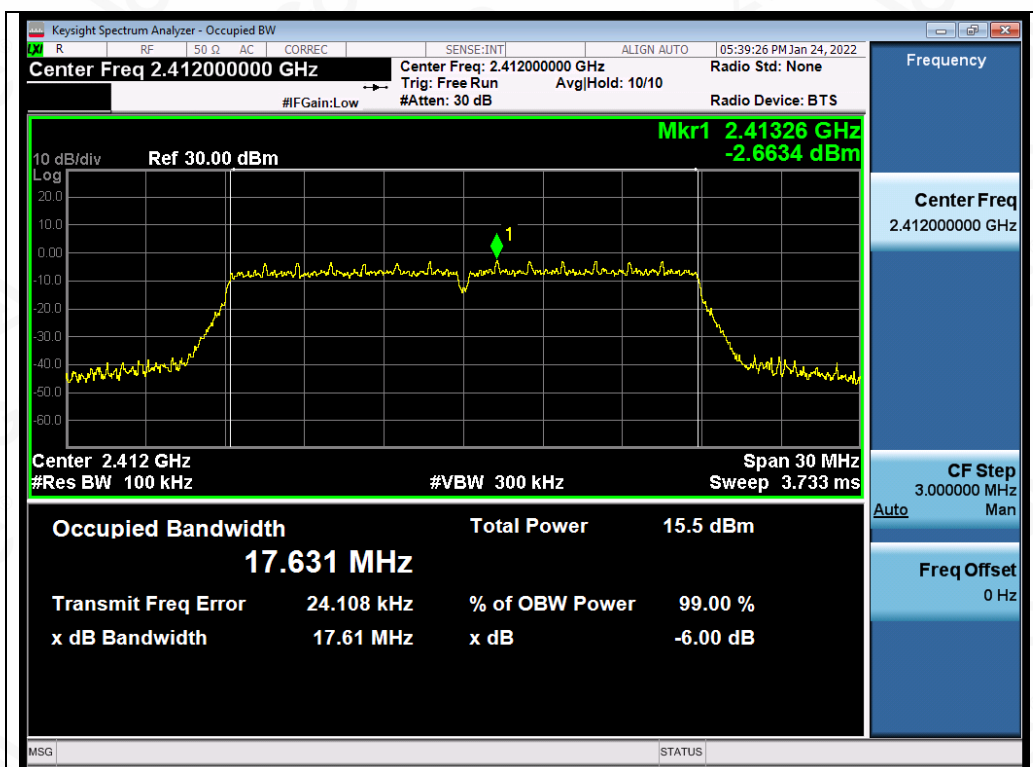 Keysight Spectrum Analyzer - Occupied BW
LXI R RF 50 Ω AC CORREC SENSE:INT ALIGN AUTO 05:39:26 PM Jan 24, 2022
Center Freq 2.412000000 GHz
Center Freq: 2.412000000 GHz Radio Std: None
Trig: Free Run Avg|Hold: 10/10
#IFGain:Low #Atten: 30 dB Radio Device: BTS
Frequency
Mkr1 2.41326 GHz
-2.6634 dBm
10 dB/div Ref 30.00 dBm
Log
20.0
10.0
0.00
-10.0
-20.0
-30.0
-40.0
-50.0
-60.0
1
Center 2.412 GHz Span 30 MHz
#Res BW 100 kHz #VBW 300 kHz Sweep 3.733 ms
Center Freq
2.412000000 GHz
CF Step
3.000000 MHz
Auto Man
Freq Offset
0 Hz
Occupied Bandwidth Total Power 15.5 dBm
17.631 MHz
Transmit Freq Error 24.108 kHz % of OBW Power 99.00 %
x dB Bandwidth 17.61 MHz x dB -6.00 dB
MSG STATUS